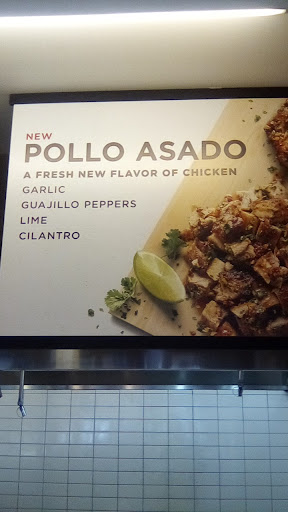 NEW
POLLO ASADO
A FRESH NEW FLAVOR OF CHICKEN
GARLIC
GUAJILLO PEPPERS
LIME
CILANTRO